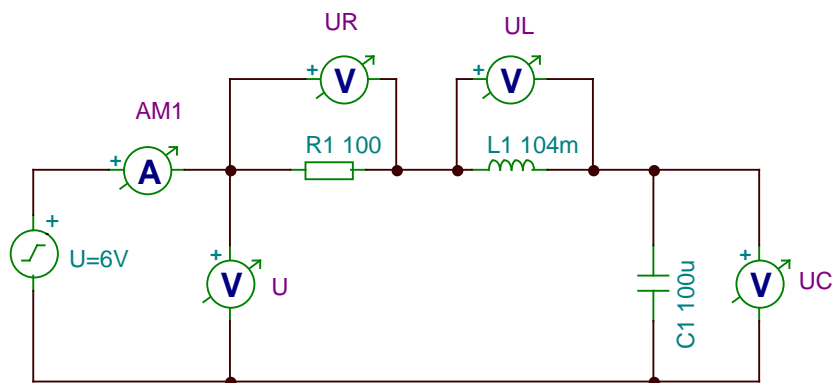 UR
UL
+
V
+
V
AM1
+
A
R1 100
L1 104m
+
U=6V
+
V
U
C1 100u
+
V
UC